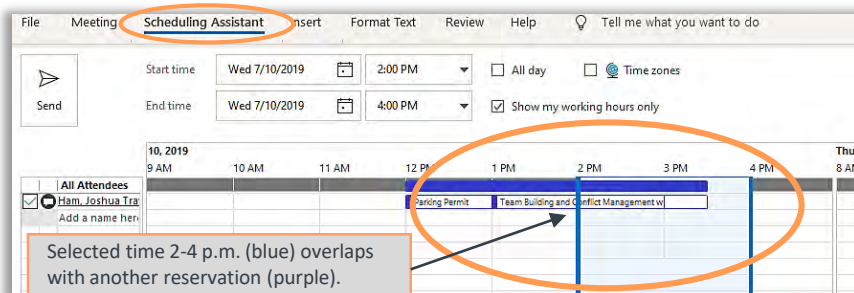 File Meeting Scheduling Assistant Insert Format Text Review Help Tell me what you want to do
Send
Start time Wed 7/10/2019 2:00 PM All day Time zones
End time Wed 7/10/2019 4:00 PM Show my working hours only
10, 2019 Thu
9 AM 10 AM 11 AM 12 PM 1 PM 2 PM 3 PM 4 PM 8 AM
All Attendees
Ham, Joshua Tra
Parking Permit Team Building and Conflict Management w
Add a name here
Selected time 2-4 p.m. (blue) overlaps
with another reservation (purple).